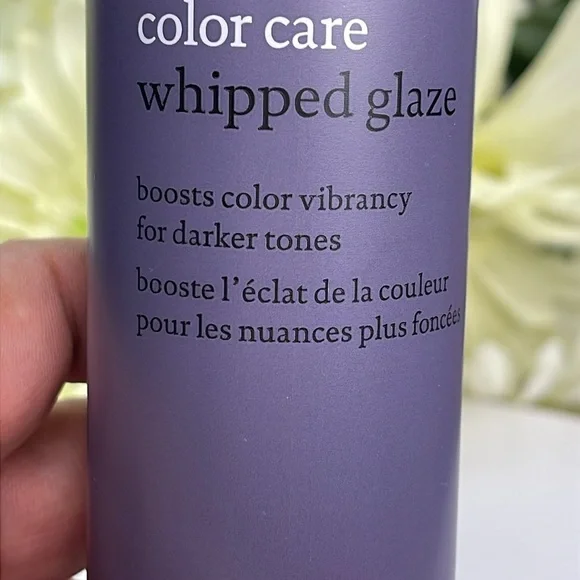 color care
whipped glaze
boosts color vibrancy
for darker tones
booste l'éclat de la couleur
pour les nuances plus foncées